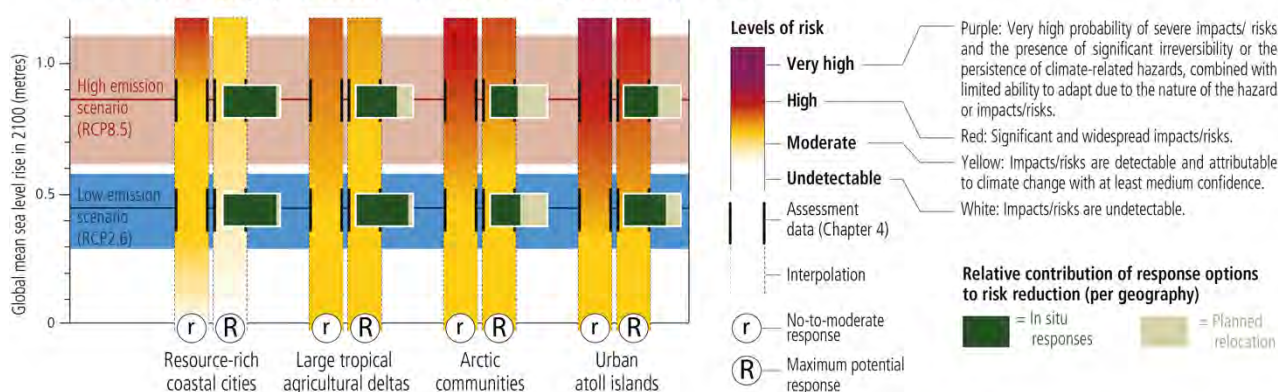 Global mean sea level rise in 2100 (metres)
1.0
0.5
0
High emission
scenario
(RCP8.5)
Low emission
scenario
(RCP2.6)
r
R
r
R
r
R
r
R
Resource-rich
coastal cities
Large tropical
agricultural deltas
Arctic
communities
Urban
atoll islands
Levels of risk
Very high
High
Moderate
Undetectable
Assessment
data (Chapter 4)
Interpolation
r
No-to-moderate
response
R
Maximum potential
response
Purple: Very high probability of severe impacts/ risks
and the presence of significant irreversibility or the
persistence of climate-related hazards, combined with
limited ability to adapt due to the nature of the hazard
or impacts/risks.
Red: Significant and widespread impacts/risks.
Yellow: Impacts/risks are detectable and attributable
to climate change with at least medium confidence.
White: Impacts/risks are undetectable.
Relative contribution of response options
to risk reduction (per geography)
= In situ
responses
= Planned
relocation